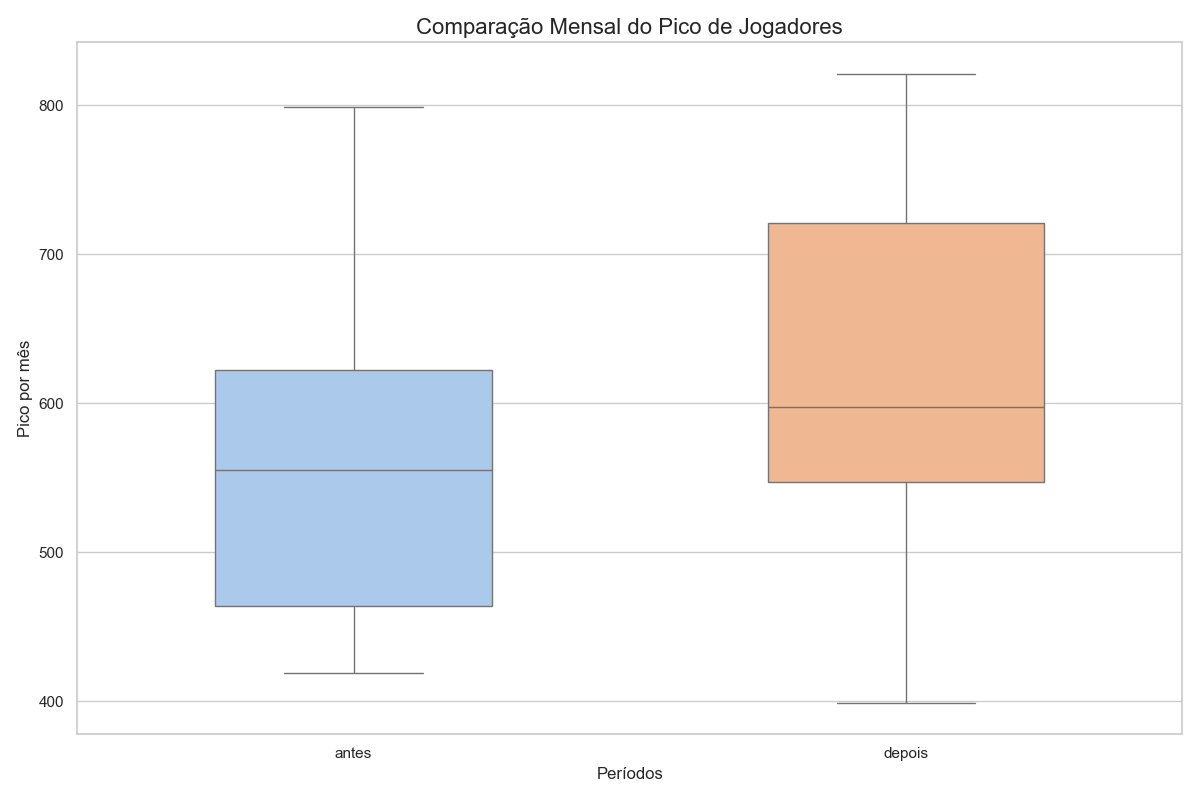 Comparação Mensal do Pico de Jogadores
Pico por mês
800
700
600
500
400
antes
depois
Períodos